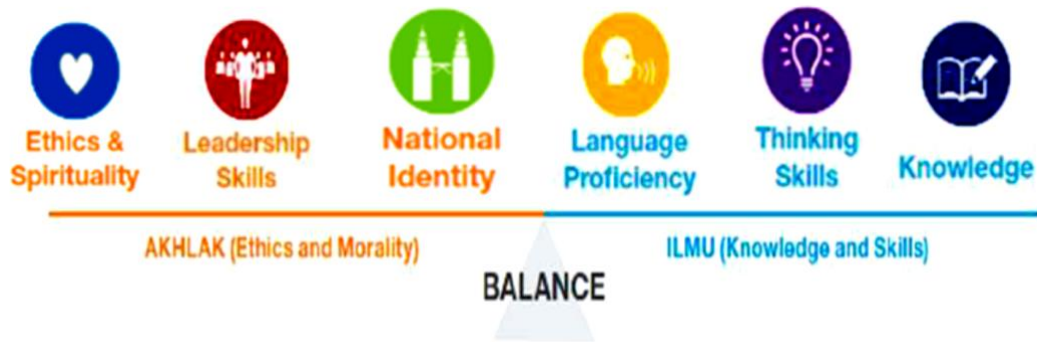 Ethics &
Spirituality
Leadership
Skills
National
Identity
Language
Proficiency
Thinking
Skills
Knowledge
AKHLAK (Ethics and Morality)
ILMU (Knowledge and Skills)
BALANCE